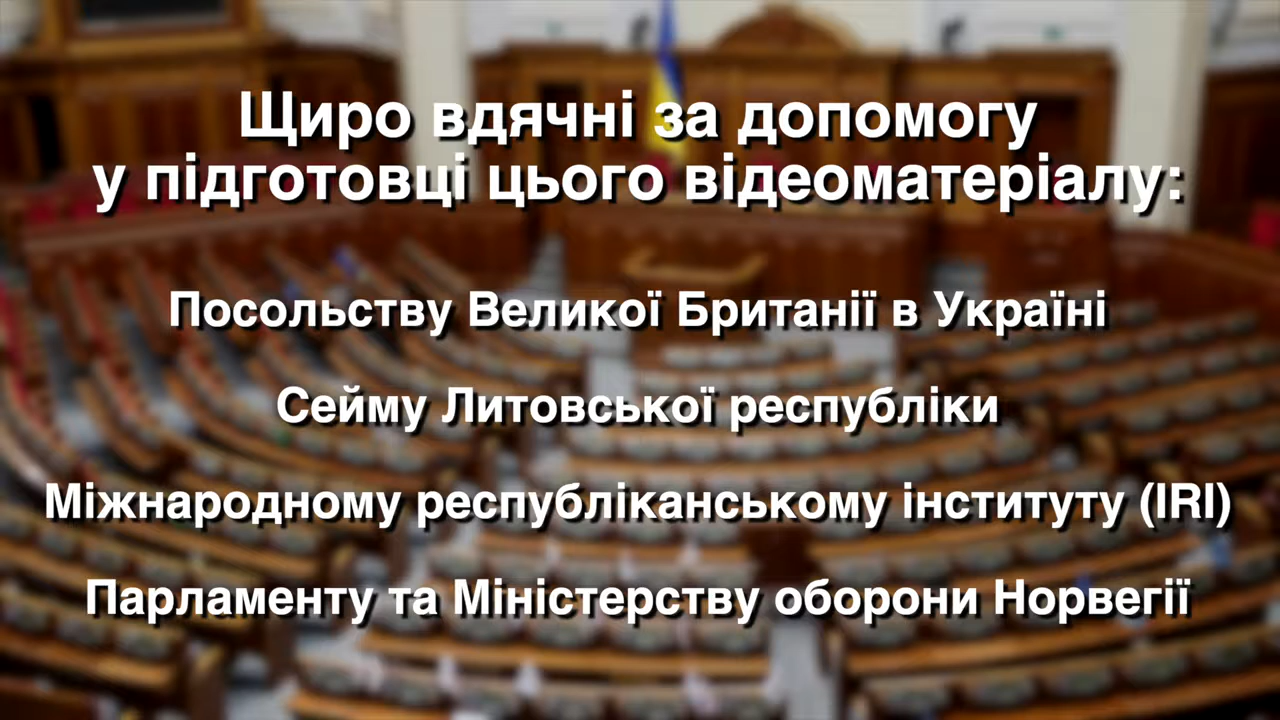 Щиро вдячні за допомогу
у підготовці цього відеоматеріалу:
Посольству Великої Британії в Україні
Сейму Литовської республіки
Міжнародному республіканському інституту (IRI)
Парламенту та Міністерству оборони Норвегії